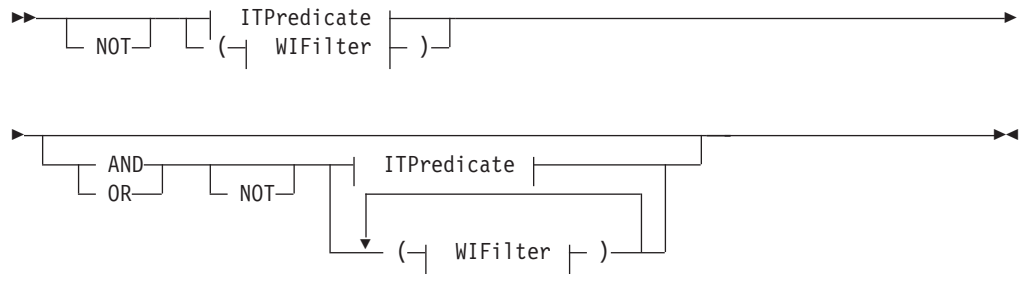 ITPredicate
NOT ( WIFilter )
AND ITPredicate
OR NOT
( WIFilter )